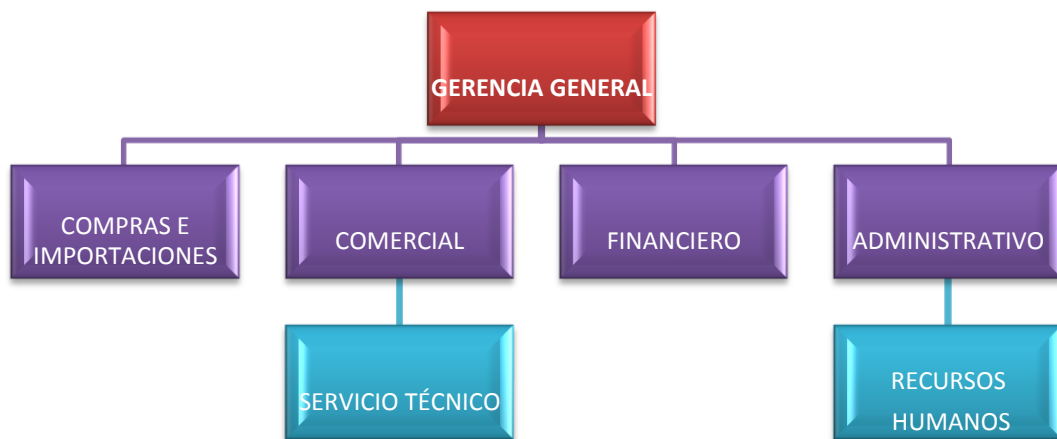 GERENCIA GENERAL
COMPRAS E
IMPORTACIONES
COMERCIAL
FINANCIERO
ADMINISTRATIVO
SERVICIO TÉCNICO
RECURSOS
HUMANOS